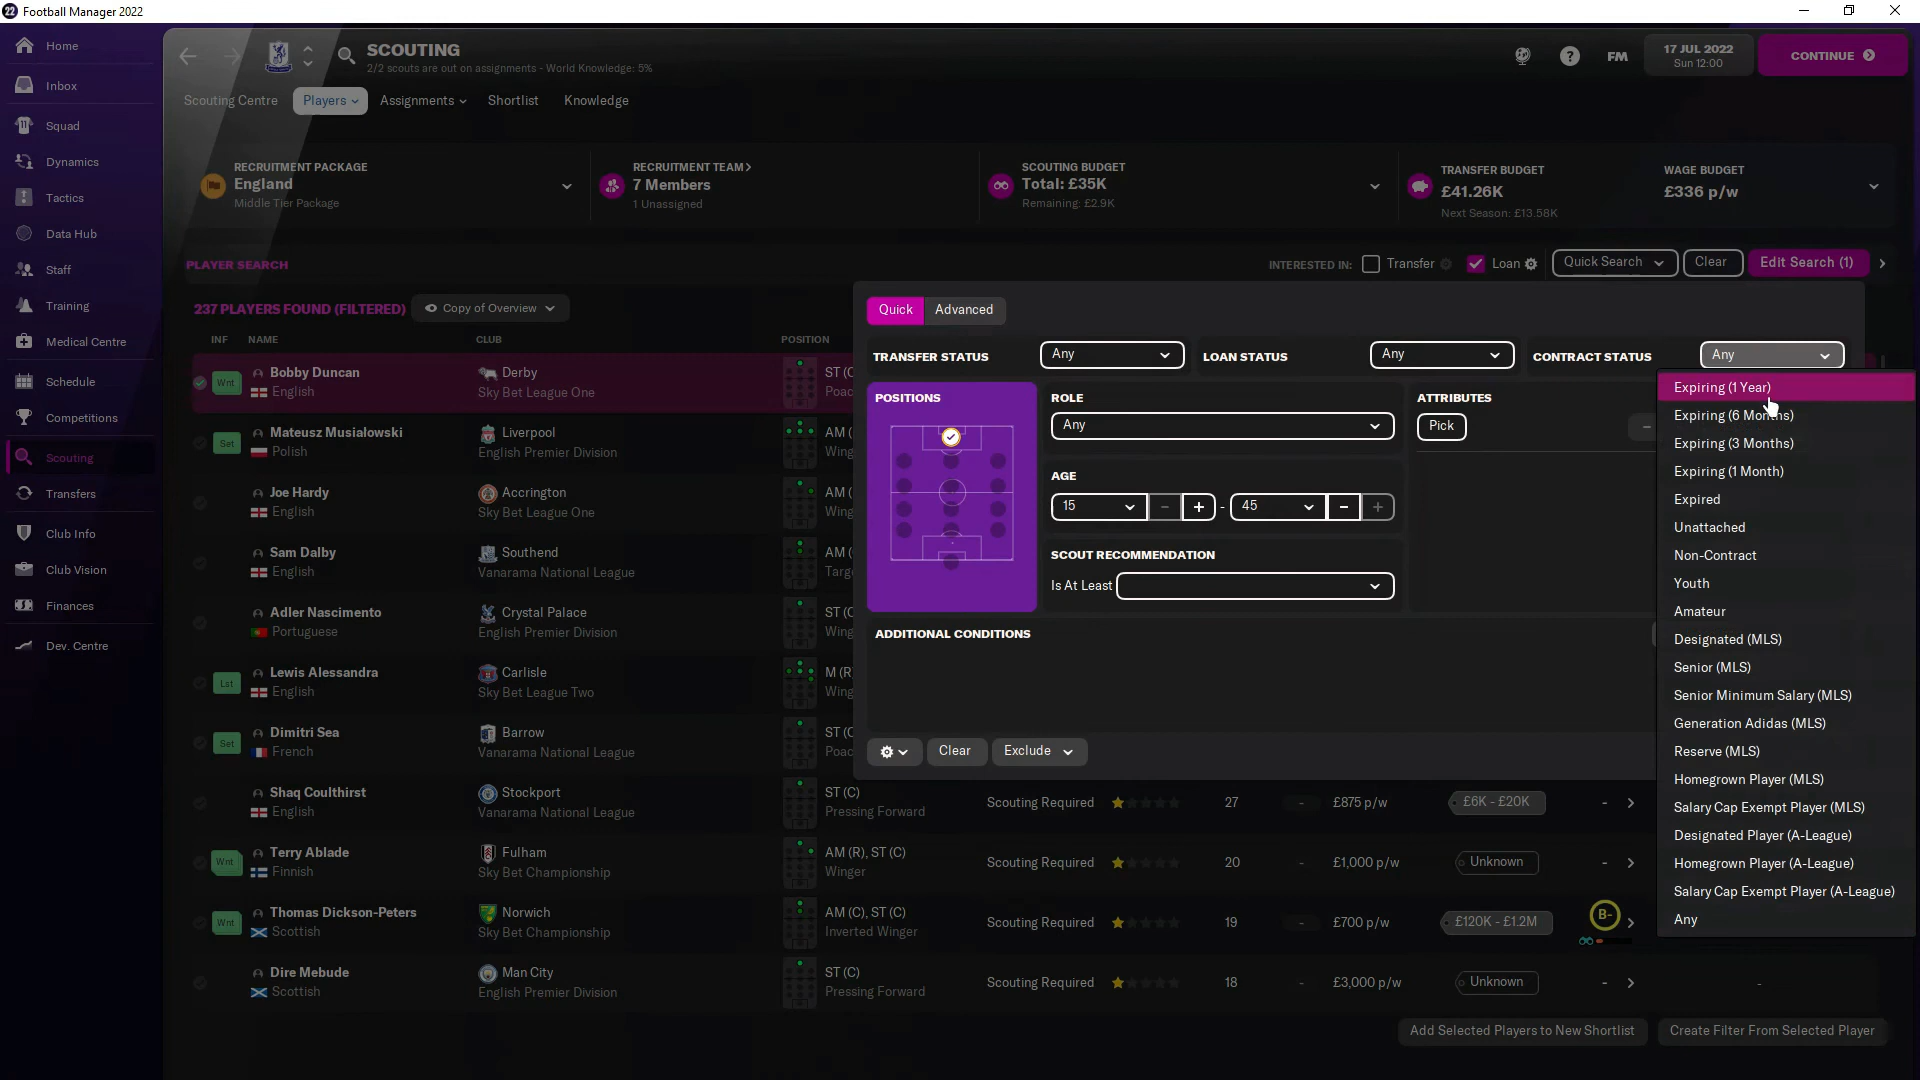 22 Football Manager 2022
Home
Inbox
Squad
Dynamics
Tactics
Data Hub
Staff
Training
Medical Centre
Schedule
Competitions
Scouting
Transfers
Club Info
Club Vision
Finances
Dev. Centre
SCOUTING
2/2 scouts are out on assignments - World Knowledge: 5%
FM
17 JUL 2022
Sun 12:00
CONTINUE
Scouting Centre Players Assignments Shortlist Knowledge
RECRUITMENT PACKAGE
England
Middle Tier Package
RECRUITMENT TEAM >
7 Members
1 Unassigned
SCOUTING BUDGET
Total: £35K
Remaining: £2.9K
TRANSFER BUDGET
£41.26K
Next Season: £13.58K
WAGE BUDGET
£336 p/w
PLAYER SEARCH
INTERESTED IN: Transfer Loan Quick Search Clear Edit Search (1)
237 PLAYERS FOUND (FILTERED) Copy of Overview
INF NAME CLUB POSITION
Wnt Bobby Duncan Derby ST (C
English Sky Bet League One Poac
Set Mateusz Musialowski Liverpool AM (
Polish English Premier Division Wing
Joe Hardy Accrington AM (
English Sky Bet League One Wing
Sam Dalby Southend AM (
English Vanarama National League Targ
Adler Nascimento Crystal Palace ST (C
Portuguese English Premier Division Wing
Lst Lewis Alessandra Carlisle M (R
English Sky Bet League Two Wing
Set Dimitri Sea Barrow ST (C
French Vanarama National League Poac
Shaq Coulthirst Stockport ST (C) Scouting Required 27 - £875 p/w £6K - £20K -
English Vanarama National League Pressing Forward
Wnt Terry Ablade Fulham AM (R), ST (C) Scouting Required 20 - £1,000 p/w Unknown -
Finnish Sky Bet Championship Winger
Wnt Thomas Dickson-Peters Norwich AM (C), ST (C) Scouting Required 19 - £700 p/w £120K - £1.2M B-
Scottish Sky Bet Championship Inverted Winger
Dire Mebude Man City ST (C) Scouting Required 18 - £3,000 p/w Unknown - -
Scottish English Premier Division Pressing Forward
Quick Advanced
TRANSFER STATUS Any LOAN STATUS Any CONTRACT STATUS Any
POSITIONS
ROLE
Any
AGE
15 - + - 45 - +
SCOUT RECOMMENDATION
Is At Least
ATTRIBUTES
Pick -
ADDITIONAL CONDITIONS
Clear Exclude
Expiring (1 Year)
Expiring (6 Months)
Expiring (3 Months)
Expiring (1 Month)
Expired
Unattached
Non-Contract
Youth
Amateur
Designated (MLS)
Senior (MLS)
Senior Minimum Salary (MLS)
Generation Adidas (MLS)
Reserve (MLS)
Homegrown Player (MLS)
Salary Cap Exempt Player (MLS)
Designated Player (A-League)
Homegrown Player (A-League)
Salary Cap Exempt Player (A-League)
Any
Add Selected Players to New Shortlist Create Filter From Selected Player